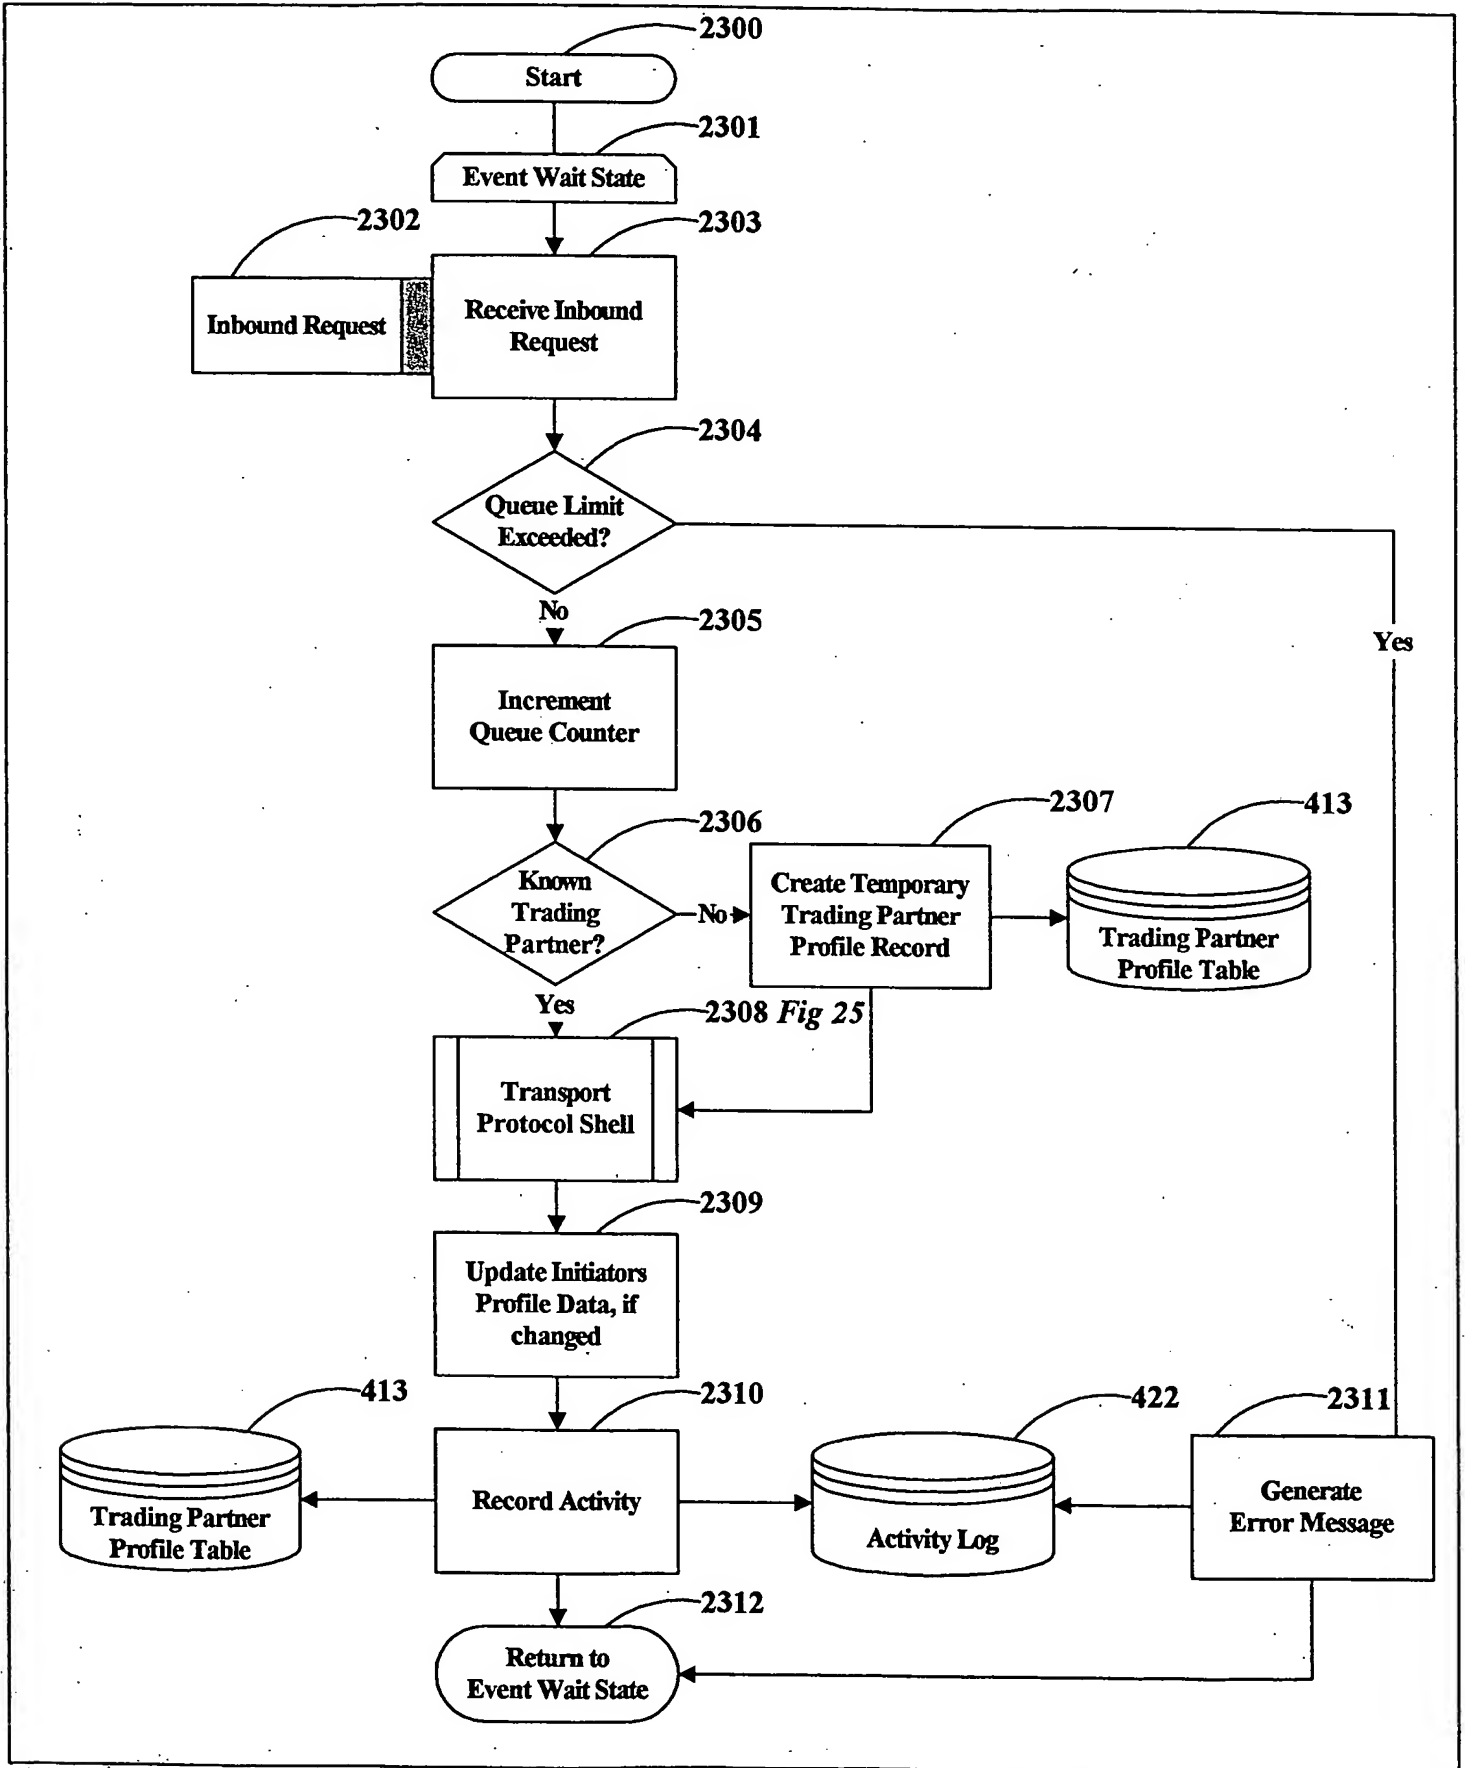 2300
Start
2301
Event Wait State
2302
2303
Inbound Request
Receive Inbound
Request
2304
Queue Limit
Exceeded?
No
2305
Yes
Increment
Queue Counter
2306
2307
413
Known
Trading
Partner?
No
Create Temporary
Trading Partner
Profile Record
Trading Partner
Profile Table
Yes
2308 Fig 25
Transport
Protocol Shell
2309
Update Initiators
Profile Data, if
changed
413
2310
422
2311
Trading Partner
Profile Table
Record Activity
Activity Log
Generate
Error Message
2312
Return to
Event Wait State